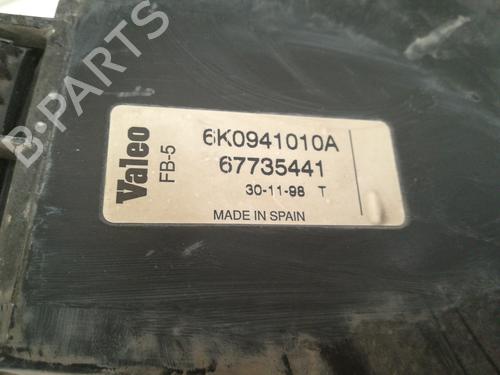 B-PARTS
Valeo
FB-5
6K0941010A
67735441
30-11-98 T
MADE IN SPAIN